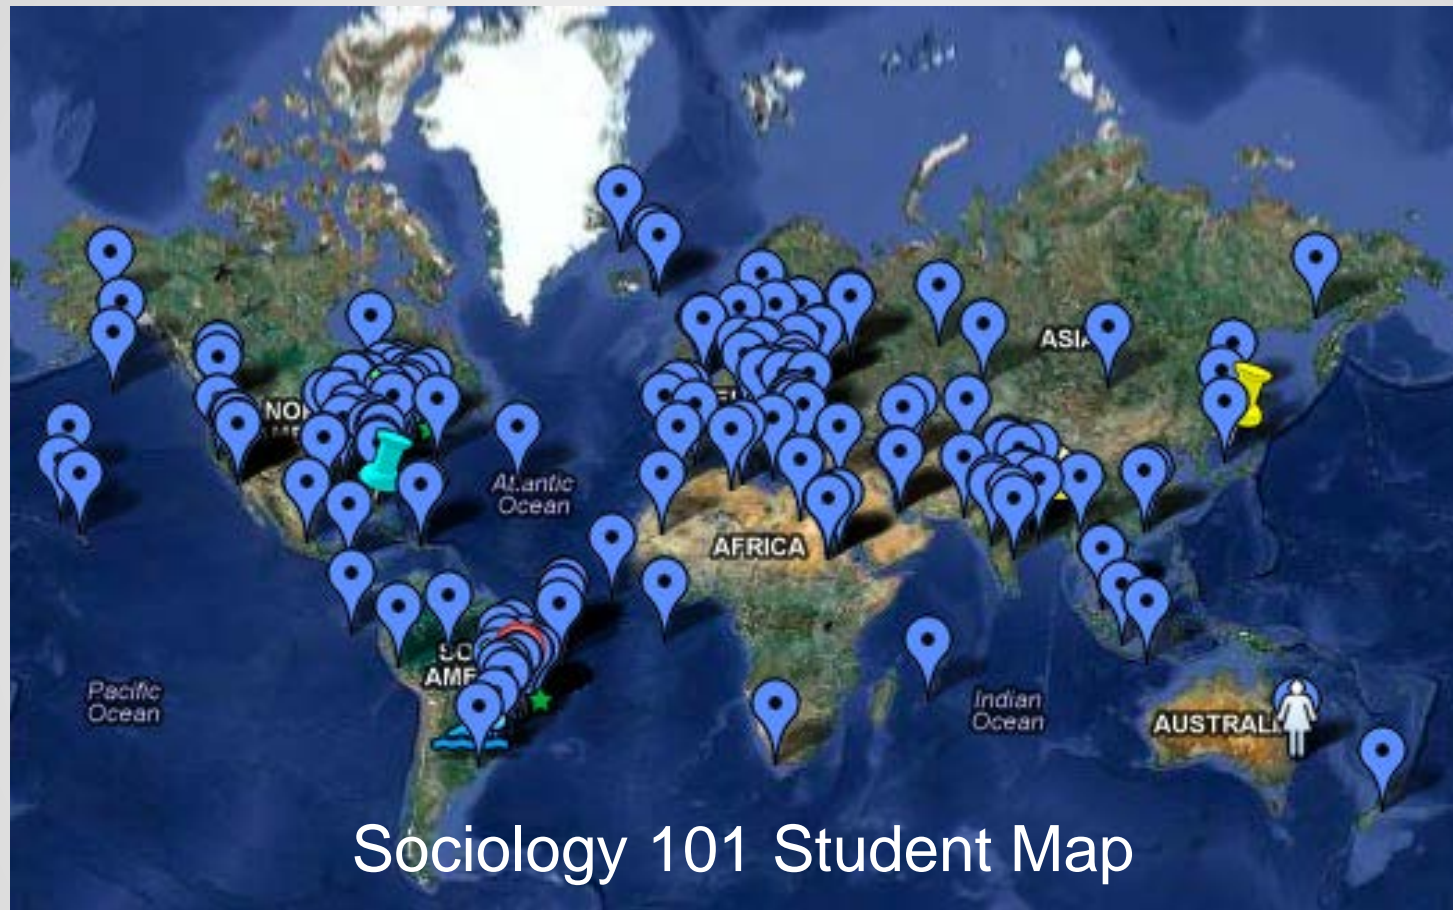 ASIA
Atlantic
Ocean
AFRICA
Pacific
Ocean
Indian
Ocean
Sociology 101 Student Map